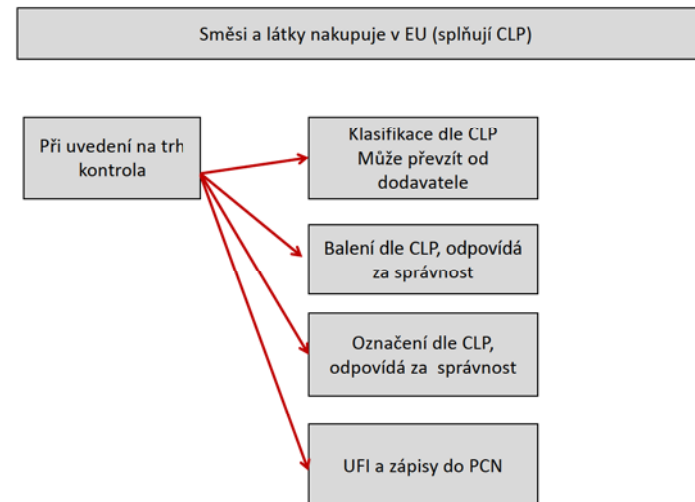 Směsi a látky nakupuje v EU (splňují CLP)
Při uvedení na trh
kontrola
Klasifikace dle CLP
Může převzít od
dodavatele
Balení dle CLP, odpovídá
za správnost
Označení dle CLP,
odpovídá za správnost
UFI a zápisy do PCN